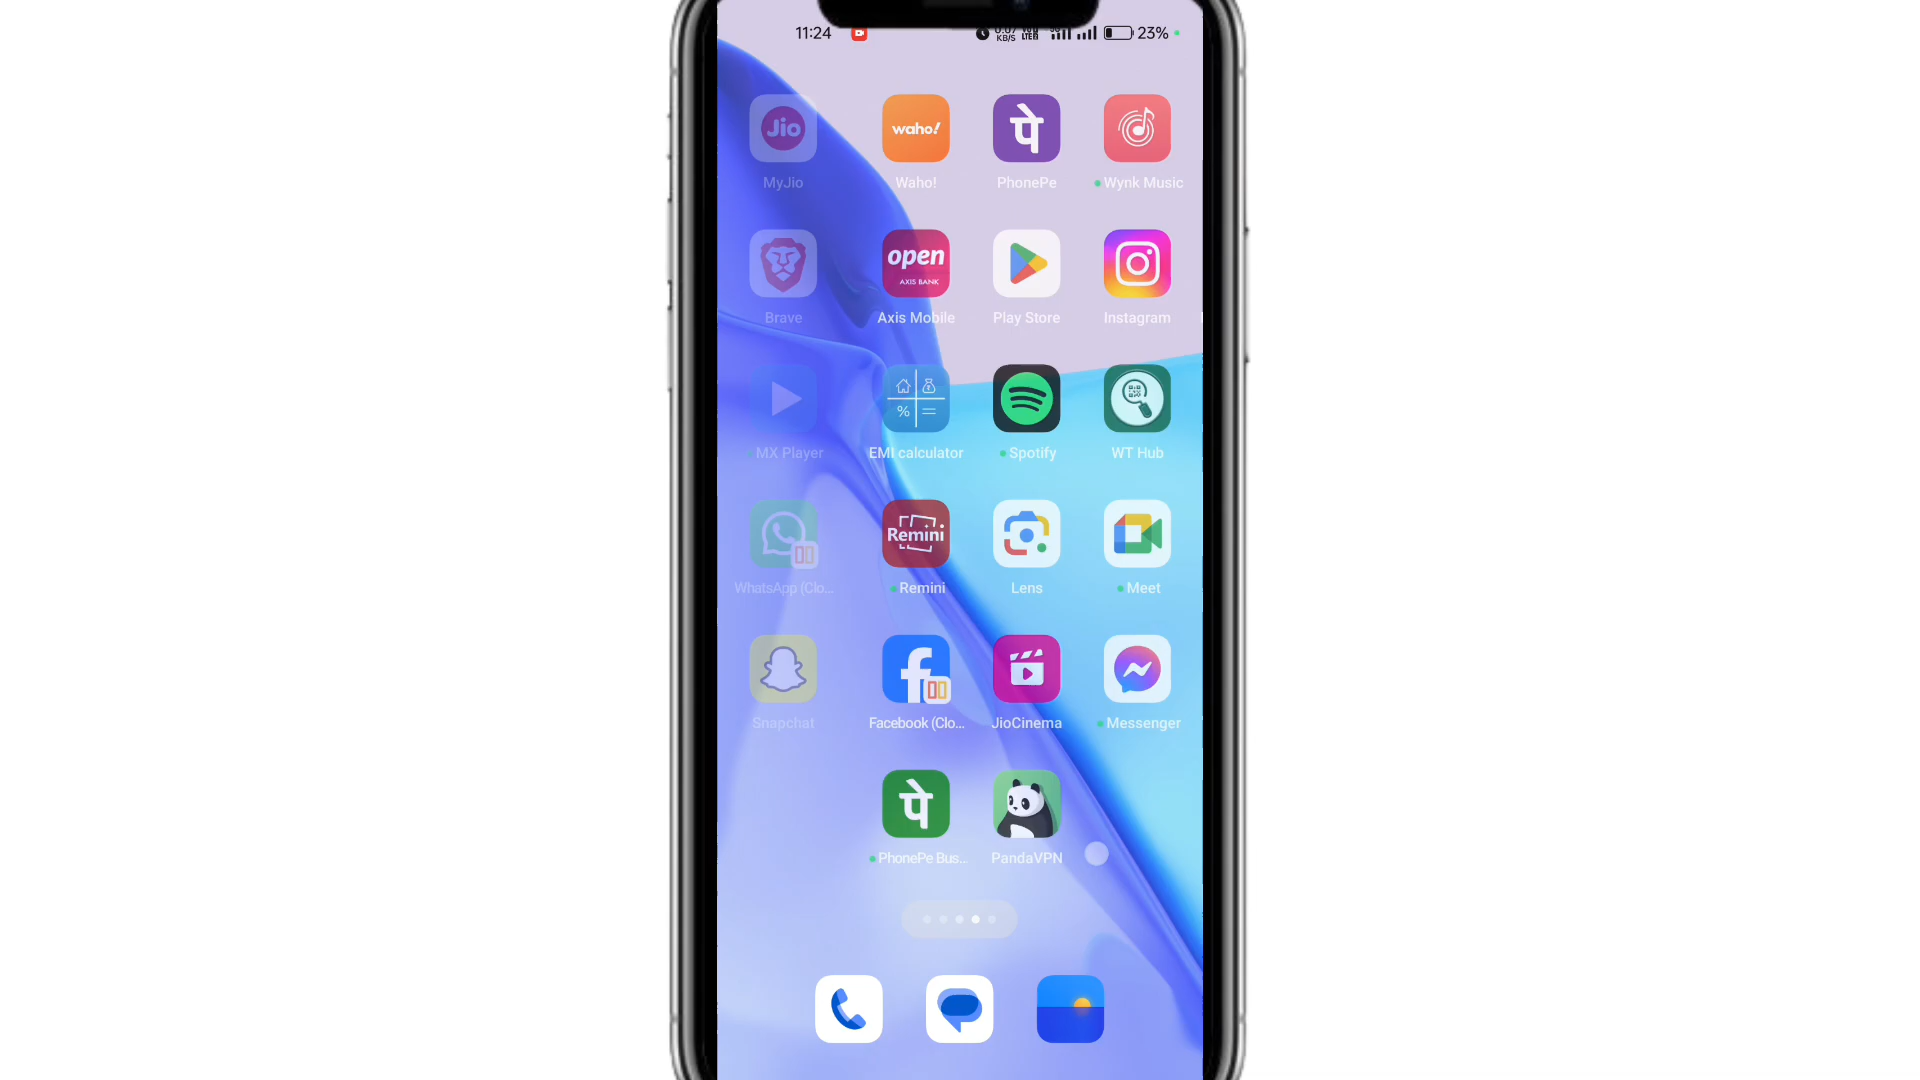 11:24
KB/S
23%
Jio
waho!
पे
MyJio
Waho!
PhonePe
Wynk Music
open
AXIS BANK
Brave
Axis Mobile
Play Store
Instagram
%
=
MX Player
EMI calculator
Spotify
WT Hub
Remini
WhatsApp (Clo...
Remini
Lens
Meet
Snapchat
Facebook (Clo...
JioCinema
Messenger
पे
PhonePe Bus...
PandaVPN